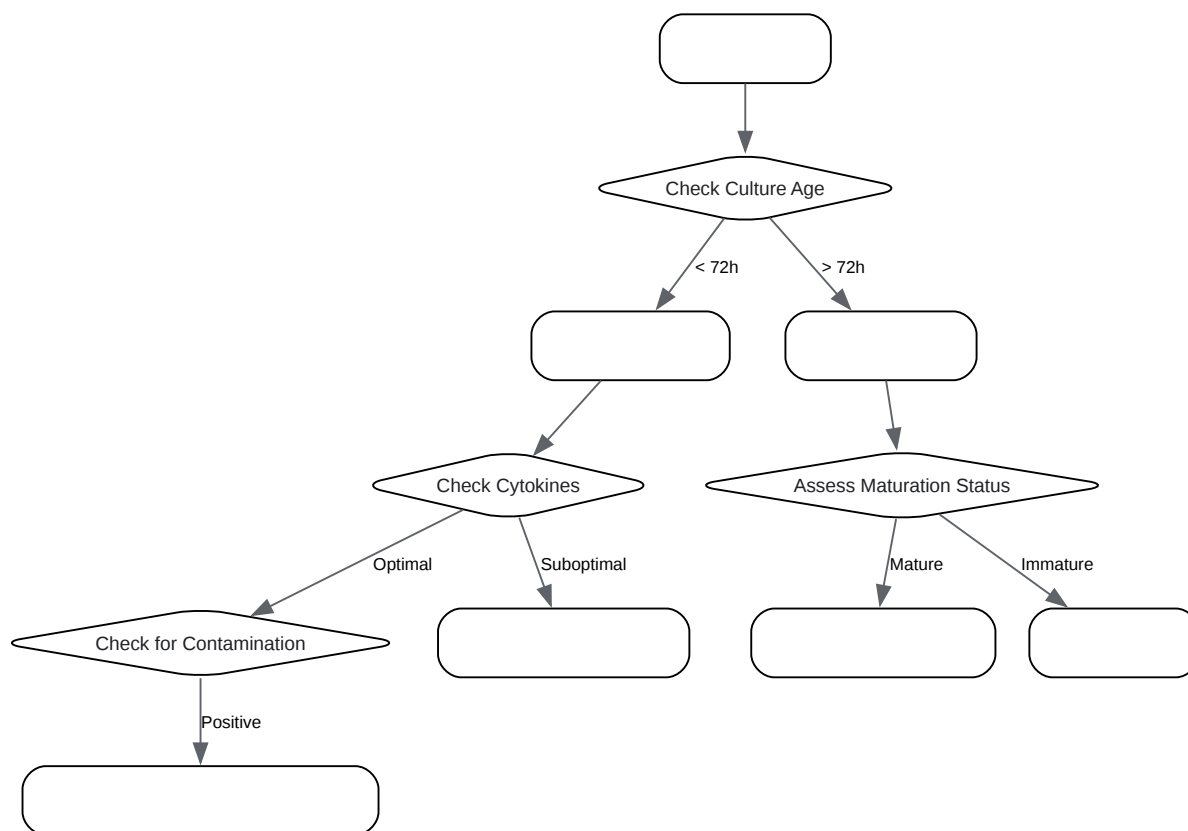 Check Culture Age
< 72h
> 72h
Check Cytokines
Assess Maturation Status
Optimal
Suboptimal
Mature
Immature
Check for Contamination
Positive